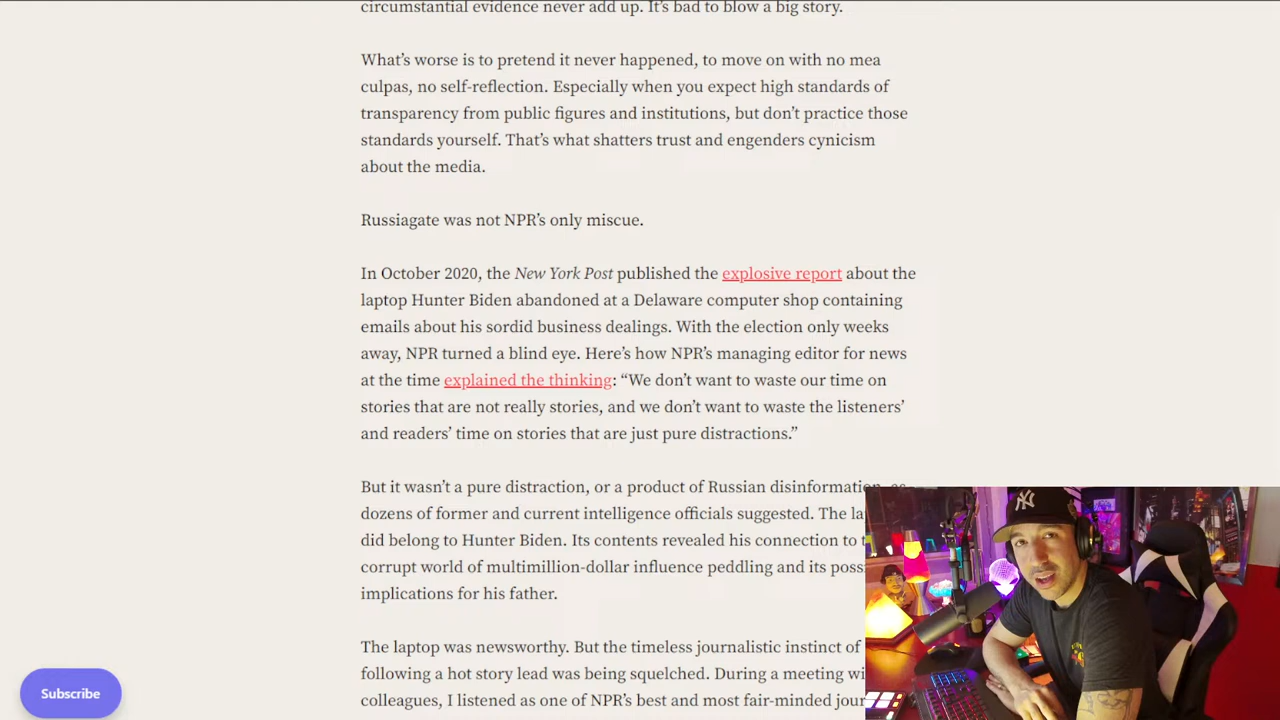 circumstantial evidence never add up. It’s bad to blow a big story.
What’s worse is to pretend it never happened, to move on with no mea
culpas, no self-reflection. Especially when you expect high standards of
transparency from public figures and institutions, but don’t practice those
standards yourself. That’s what shatters trust and engenders cynicism
about the media.
Russiagate was not NPR’s only miscue.
In October 2020, the New York Post published the explosive report about the
laptop Hunter Biden abandoned at a Delaware computer shop containing
emails about his sordid business dealings. With the election only weeks
away, NPR turned a blind eye. Here’s how NPR’s managing editor for news
at the time explained the thinking: “We don’t want to waste our time on
stories that are not really stories, and we don’t want to waste the listeners’
and readers’ time on stories that are just pure distractions.”
But it wasn’t a pure distraction, or a product of Russian disinformation,
dozens of former and current intelligence officials suggested. The
did belong to Hunter Biden. Its contents revealed his connection to
corrupt world of multimillion-dollar influence peddling and its
implications for his father.
The laptop was newsworthy. But the timeless journalistic instinct of
following a hot story lead was being squelched. During a meeting
colleagues, I listened as one of NPR’s best and most fair-minded
Subscribe
NY